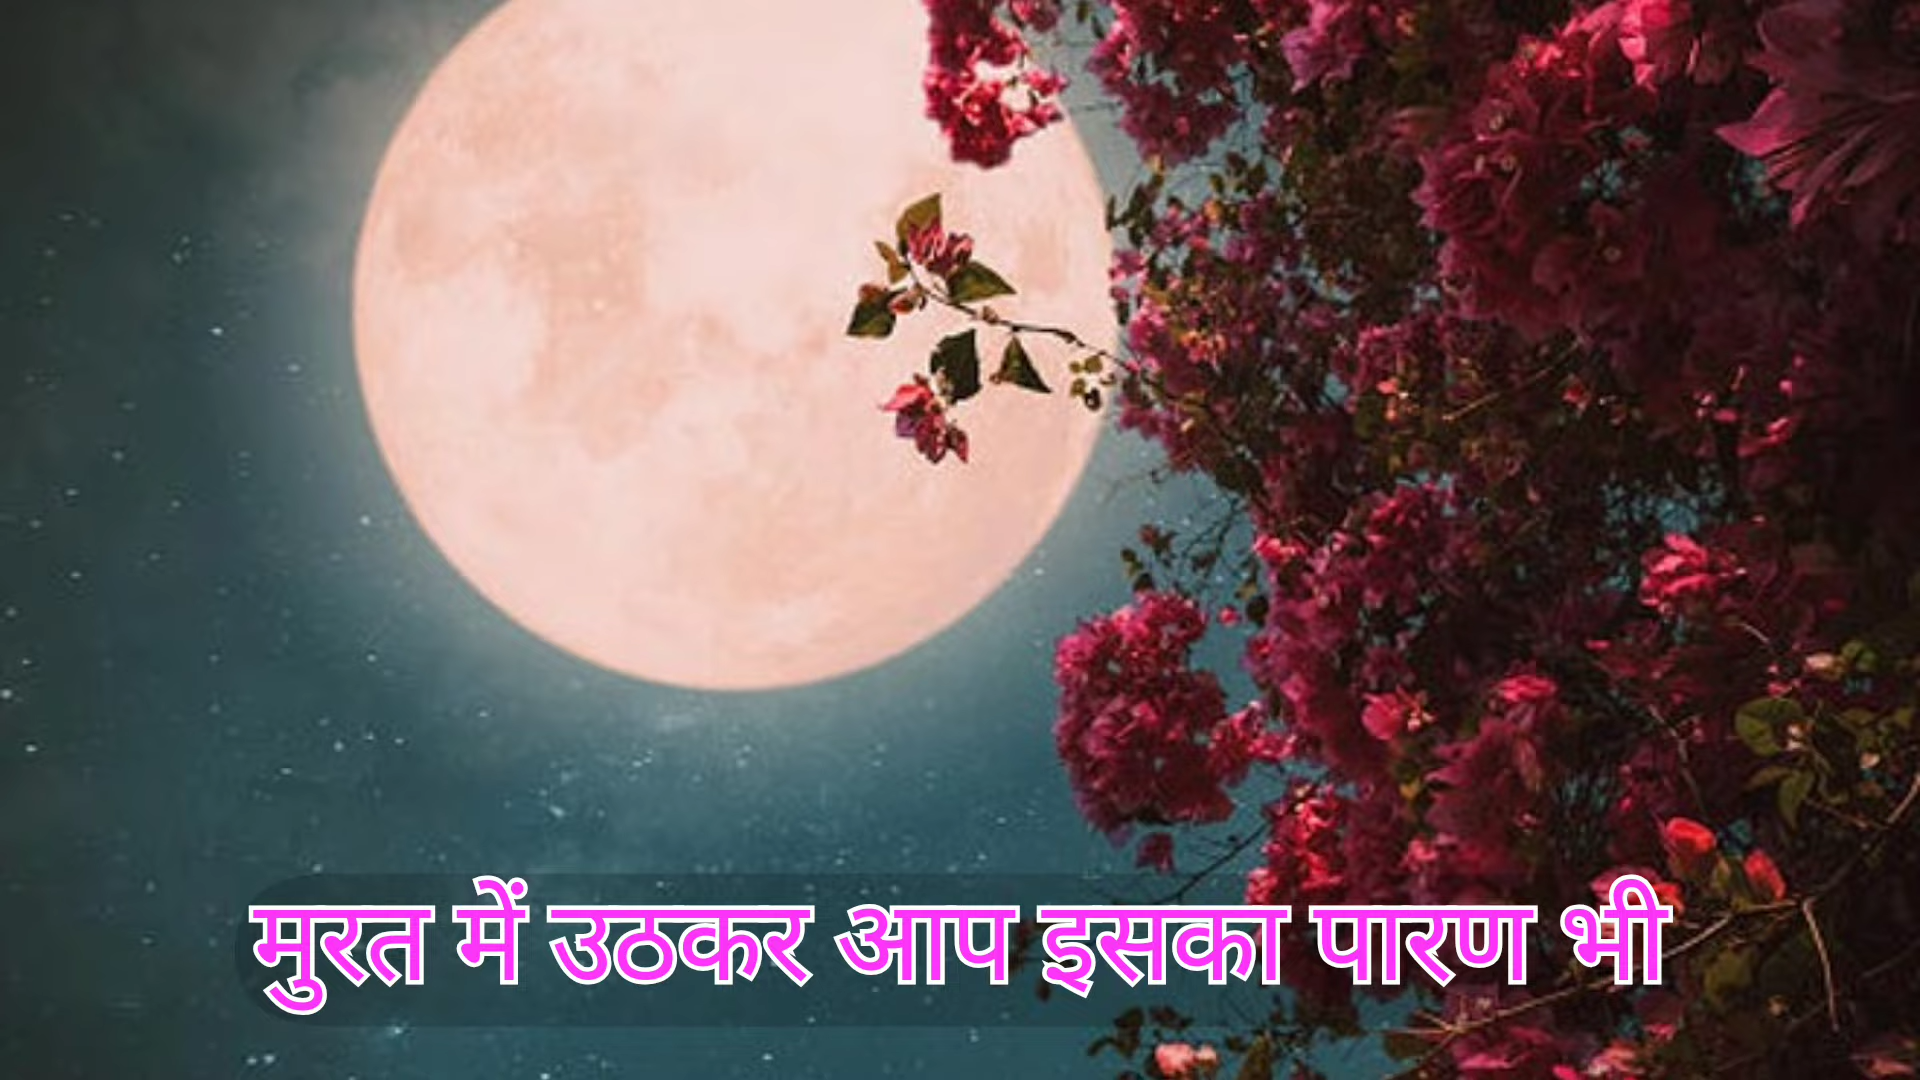 मुरत में उठकर आप इसका पारण भी